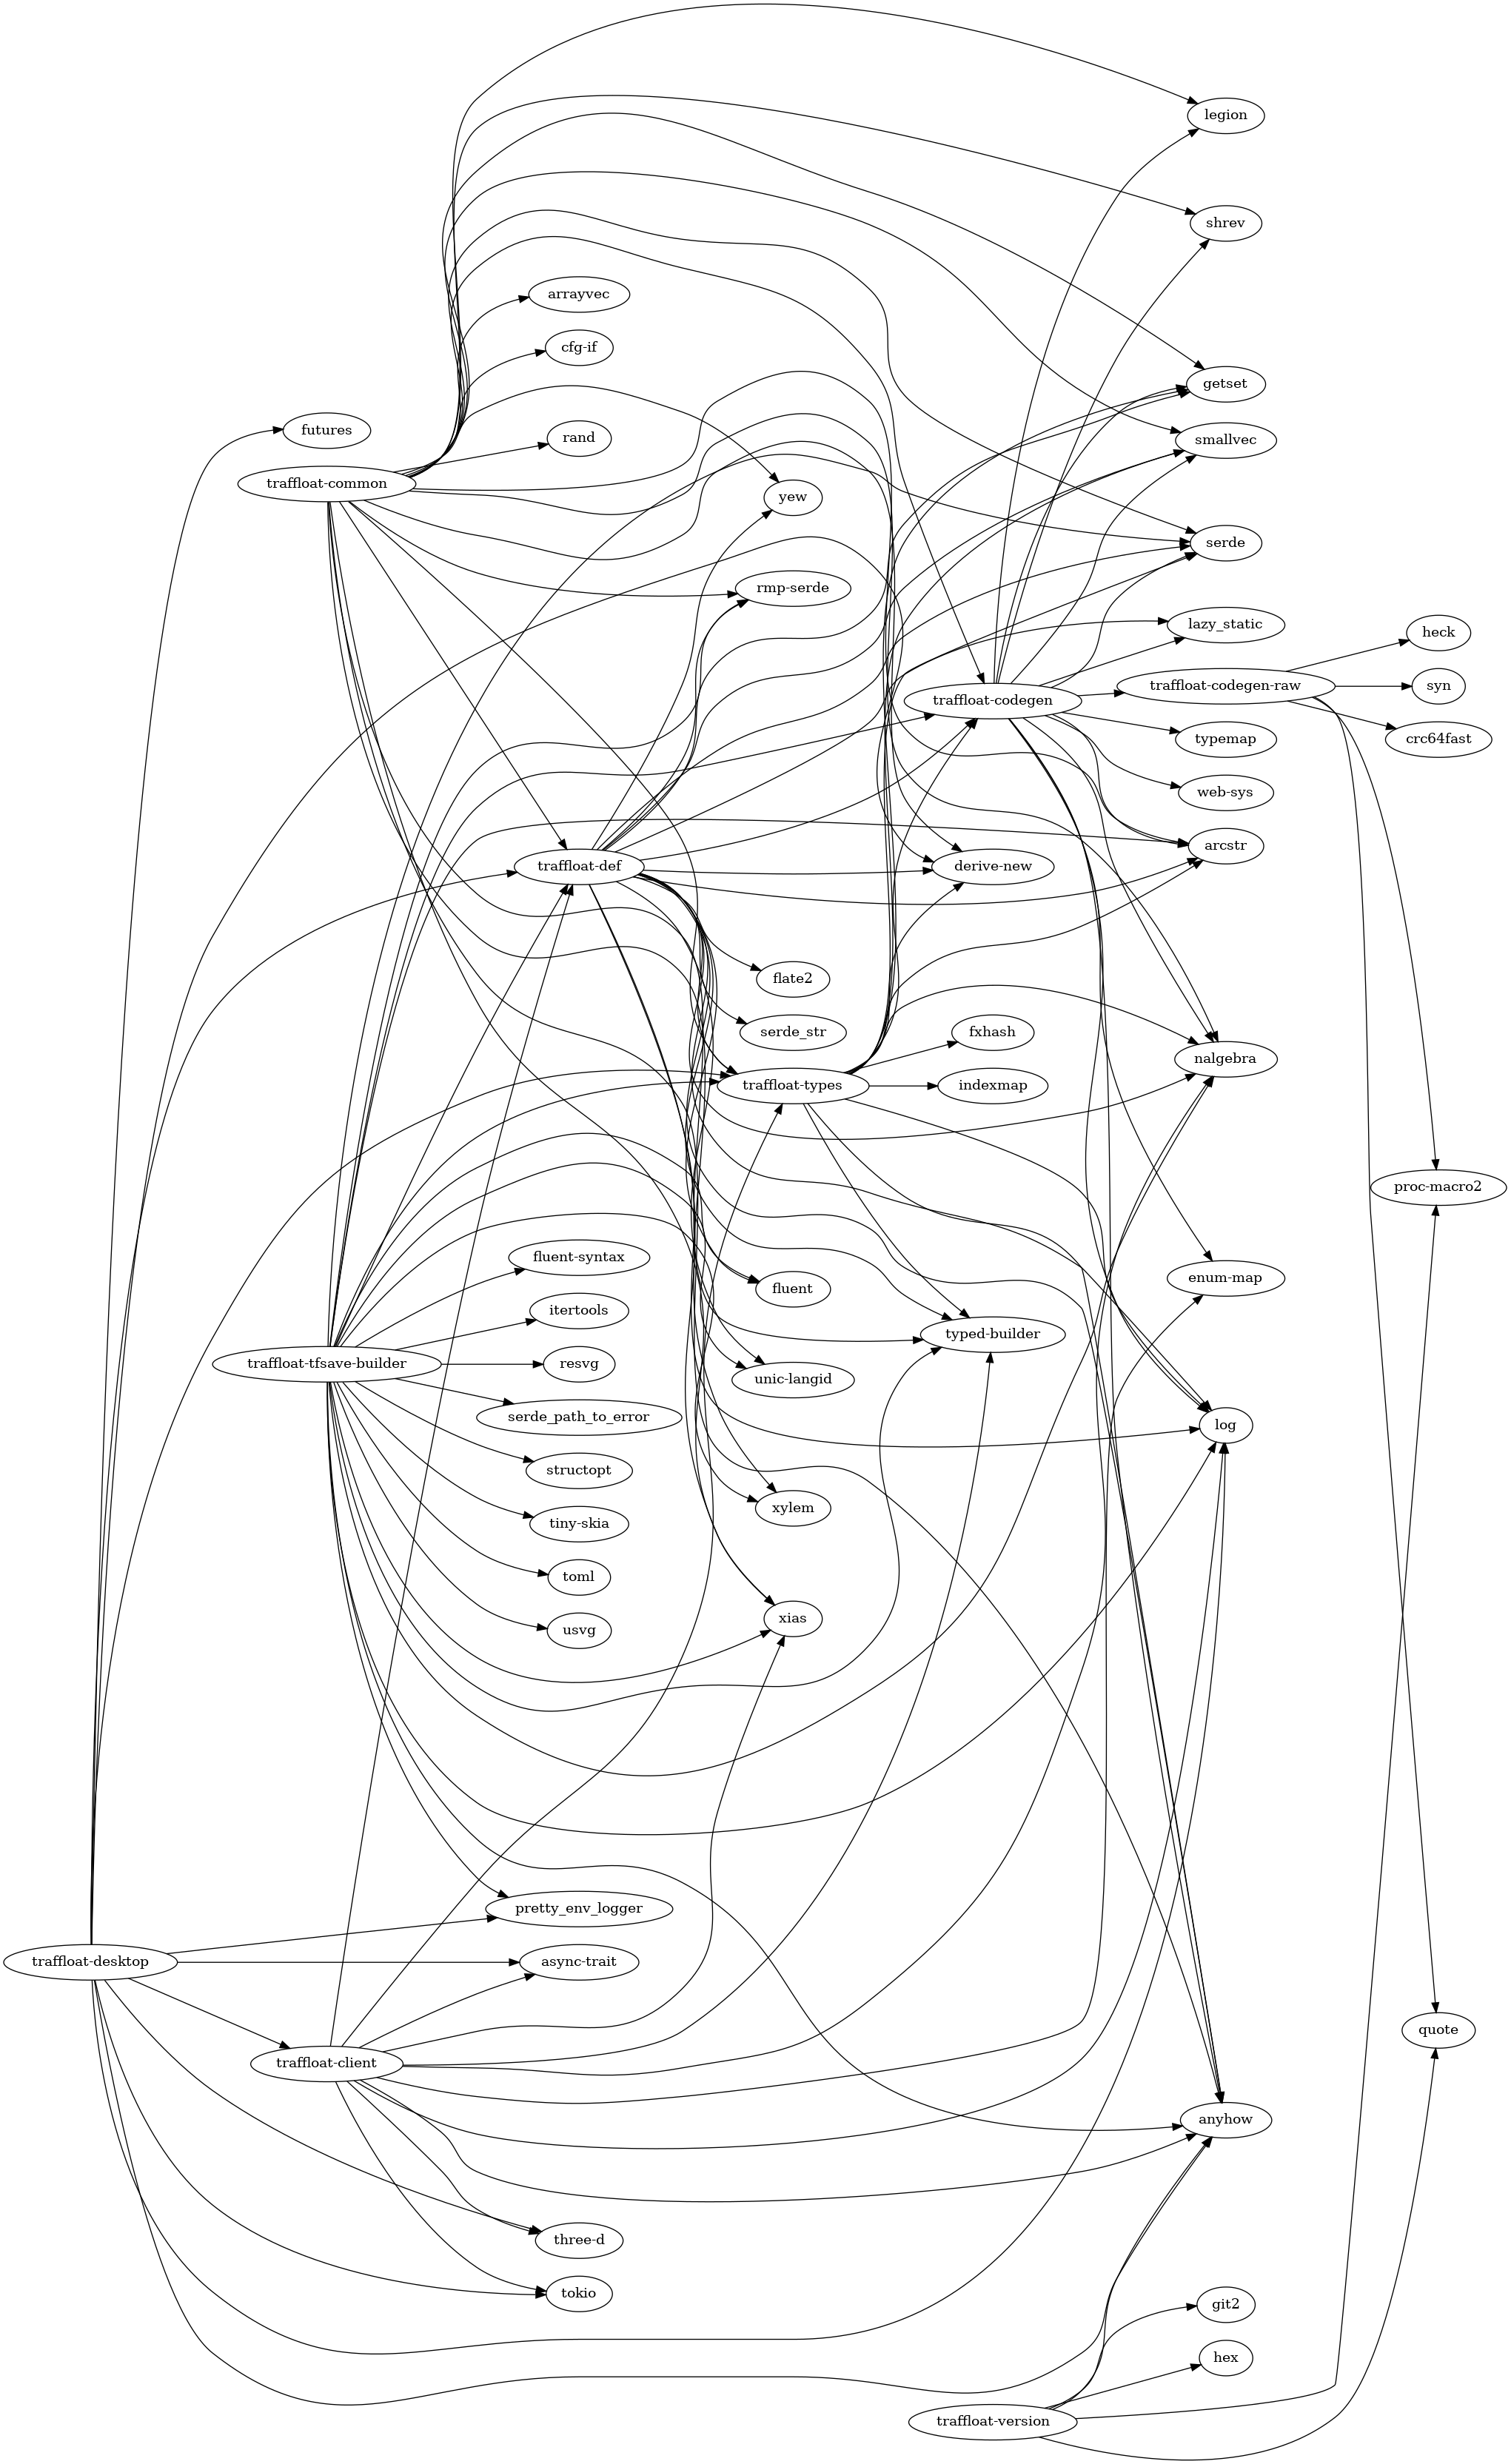 legion
shrev
arrayvec
cfg-if
getset
futures
rand
smallvec
traffloat-common
yew
serde
rmp-serde
lazy_static
heck
traffloat-codegen-raw
syn
traffloat-codegen
typemap
crc64fast
web-sys
arcstr
traffloat-def
derive-new
flate2
serde_str
fxhash
nalgebra
traffloat-types
indexmap
proc-macro2
fluent-syntax
enum-map
fluent
itertools
typed-builder
traffloat-tfsave-builder
resvg
unic-langid
serde_path_to_error
log
structopt
xylem
tiny-skia
toml
xias
usvg
pretty_env_logger
traffloat-desktop
async-trait
quote
traffloat-client
anyhow
three-d
tokio
git2
hex
traffloat-version